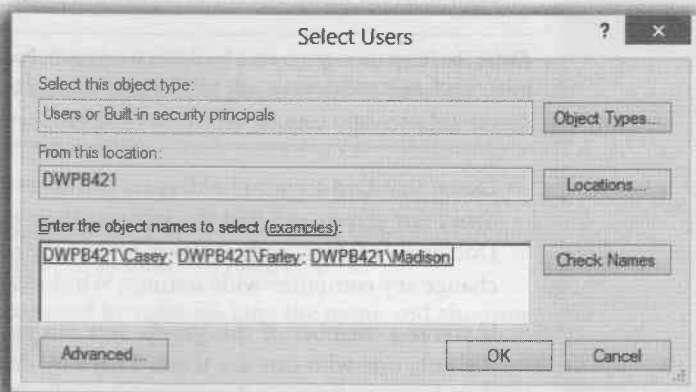 Select Users
? ×
Select this object type:
Users or Built-in security principals
Object Types...
From this location:
DWPB421
Locations...
Enter the object names to select (examples):
DWPB421\Casey; DWPB421\Farley; DWPB421\Madison
Check Names
Advanced...
OK
Cancel